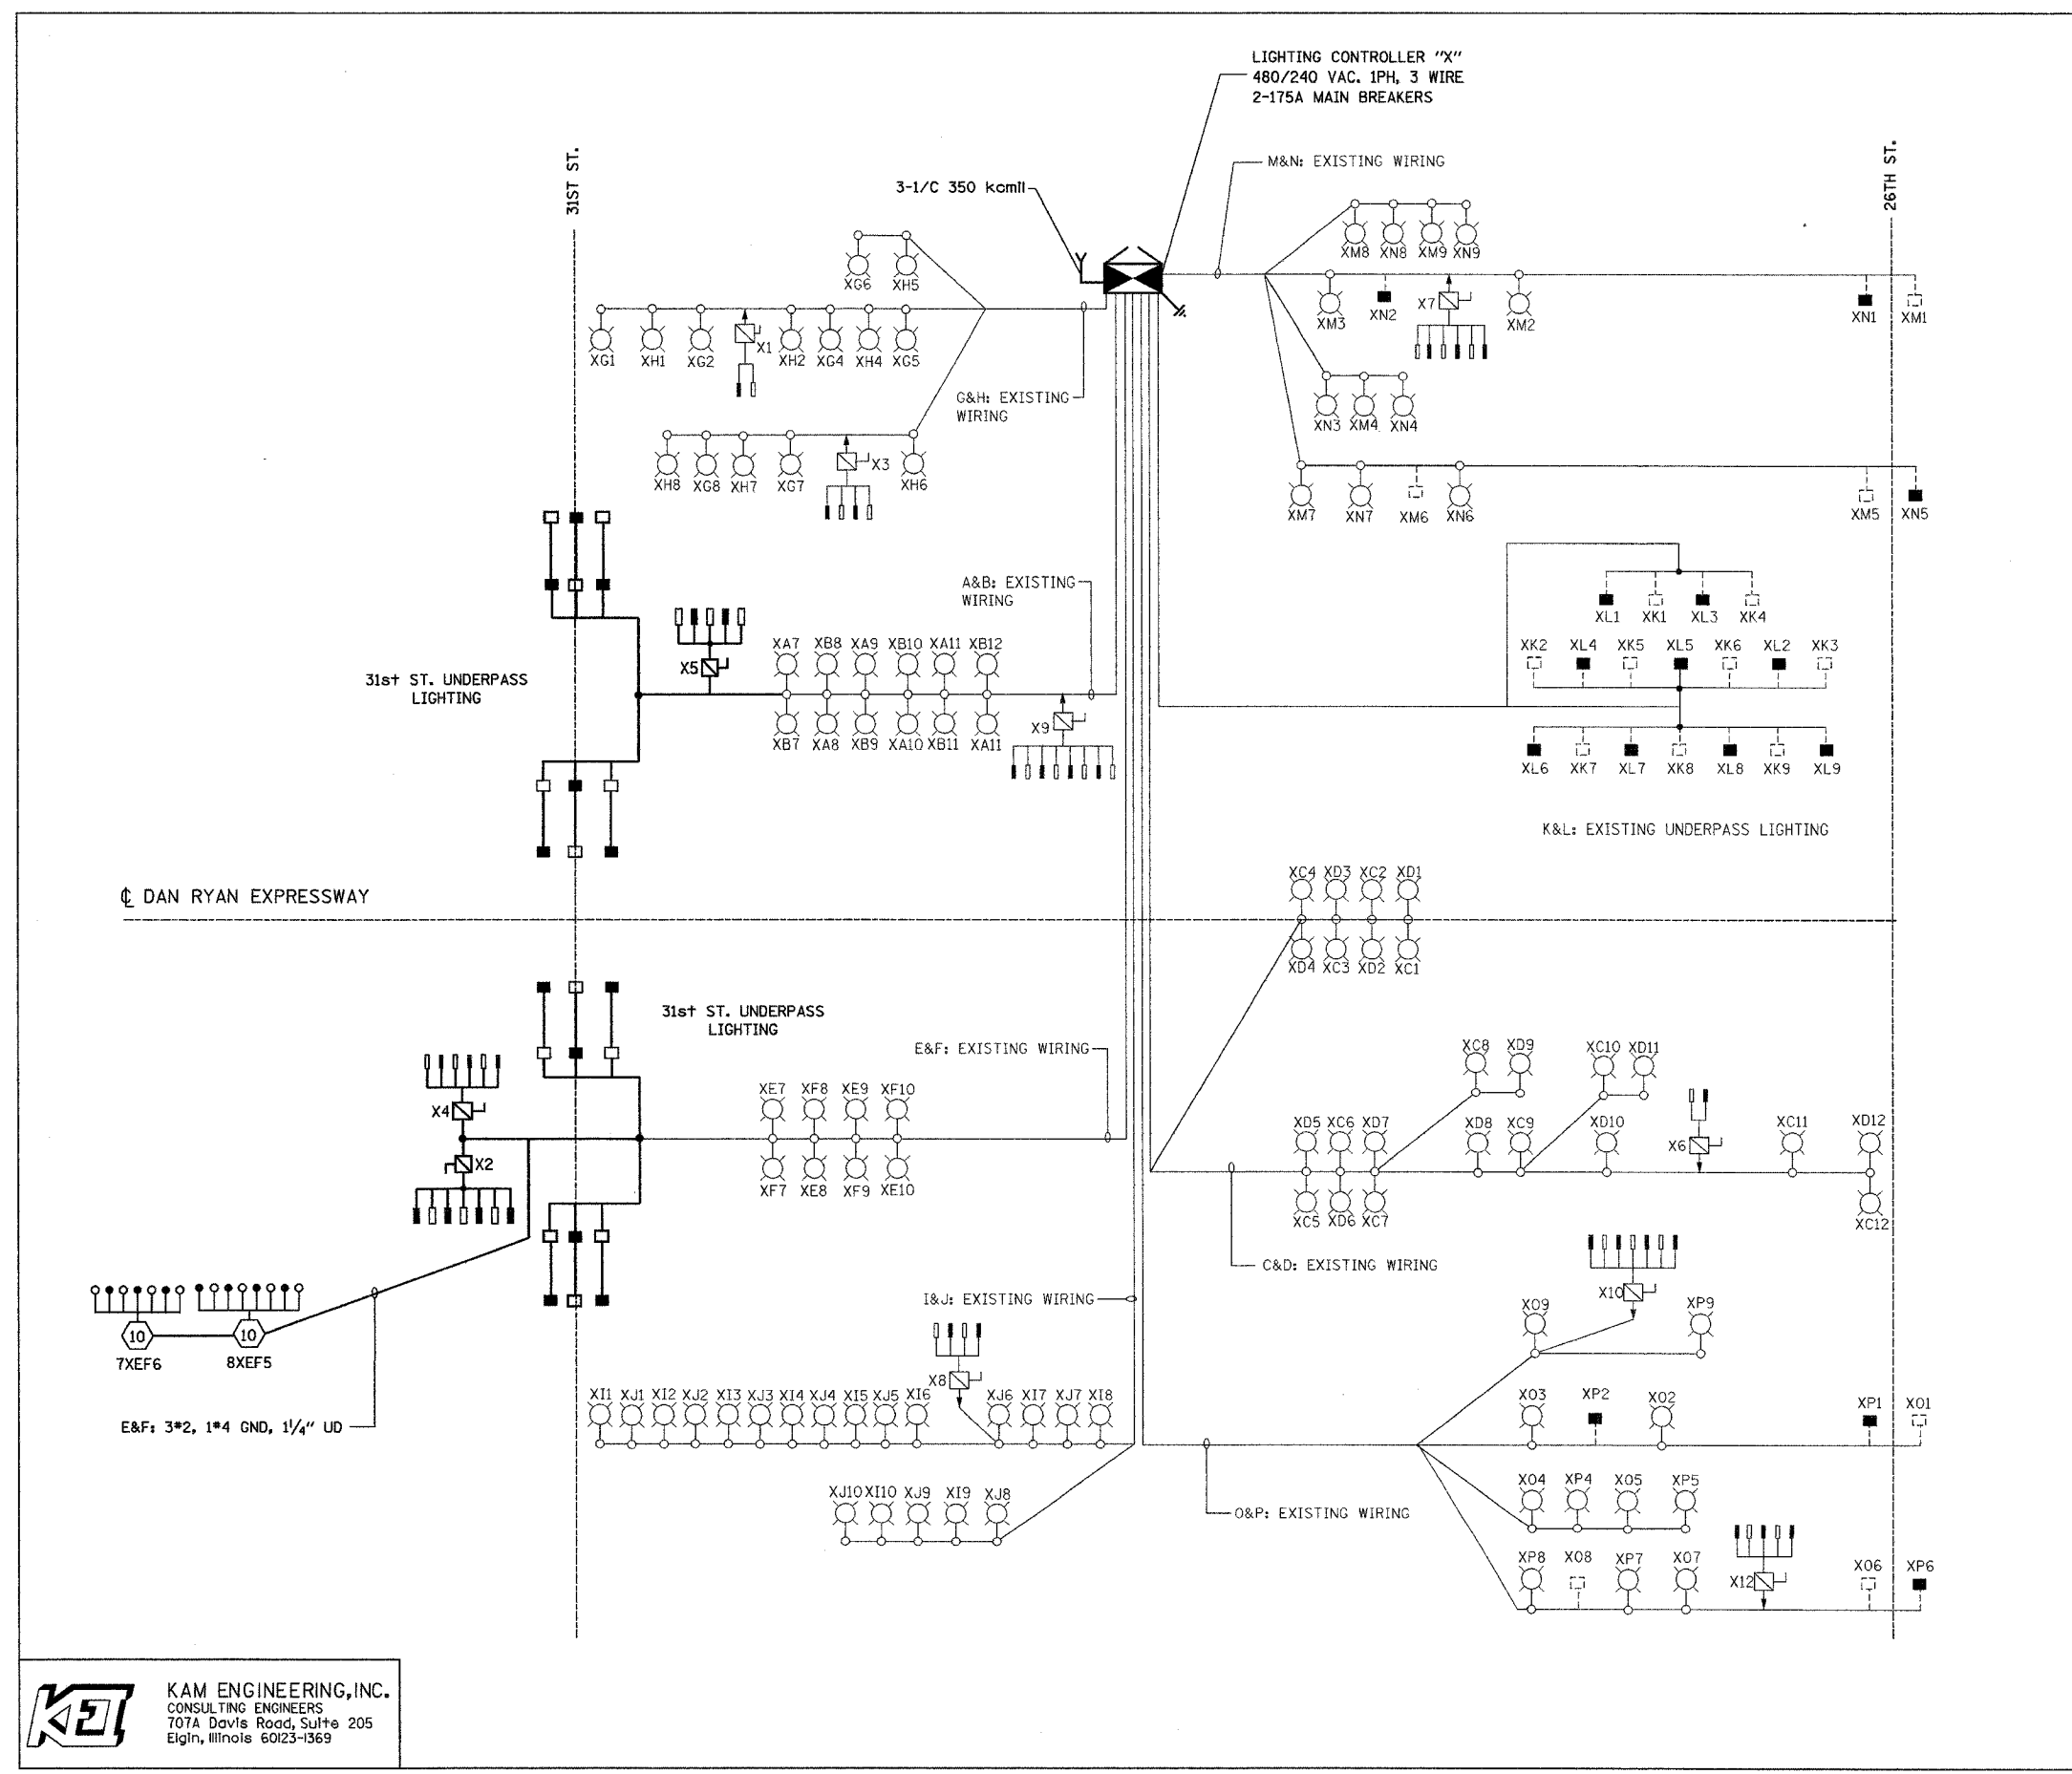 LIGHTING CONTROLLER "X"
480/240 VAC. 1PH, 3 WIRE
2-175A MAIN BREAKERS
31ST ST.
26TH ST.
M&N: EXISTING WIRING
3-1/C 350 kcmil
XM8 XN8 XM9 XN9
XG6 XH5
XM3 XN2 X7 XM2 XN1 XM1
XG1 XH1 XG2 X1 XH2 XG4 XH4 XG5
G&H: EXISTING
WIRING
XN3 XM4 XN4
X3
XH8 XG8 XH7 XG7 XH6
XM7 XN7 XM6 XN6 XM5 XN5
A&B: EXISTING
WIRING
XL1 XK1 XL3 XK4
XK2 XL4 XK5 XL5 XK6 XL2 XK3
XA7 XB8 XA9 XB10 XA11 XB12
X5
31st ST. UNDERPASS
LIGHTING
X9
XB7 XA8 XB9 XA10 XB11 XA11
XL6 XK7 XL7 XK8 XL8 XK9 XL9
K&L: EXISTING UNDERPASS LIGHTING
XC4 XD3 XC2 XD1
℄ DAN RYAN EXPRESSWAY
XD4 XC3 XD2 XC1
31st ST. UNDERPASS
LIGHTING
E&F: EXISTING WIRING
XC8 XD9 XC10 XD11
XE7 XF8 XE9 XF10
X4
XD5 XC6 XD7 XD8 XC9 XD10 X6 XC11 XD12
X2
XF7 XE8 XF9 XE10
XC5 XD6 XC7 XC12
C&D: EXISTING WIRING
X10
I&J: EXISTING WIRING
XO9 XP9
10 10
7XEF6 8XEF5
X8
XI1 XJ1 XI2 XJ2 XI3 XJ3 XI4 XJ4 XI5 XJ5 XI6 XJ6 XI7 XJ7 XI8
XO3 XP2 XO2 XP1 XO1
E&F: 3#2, 1#4 GND, 1¼" UD
XJ10 XI10 XJ9 XI9 XJ8
XO4 XP4 XO5 XP5
O&P: EXISTING WIRING
XP8 XO8 XP7 XO7 X12 XO6 XP6
KEI
KAM ENGINEERING, INC.
CONSULTING ENGINEERS
707A Davis Road, Suite 205
Elgin, Illinois 60123-1369